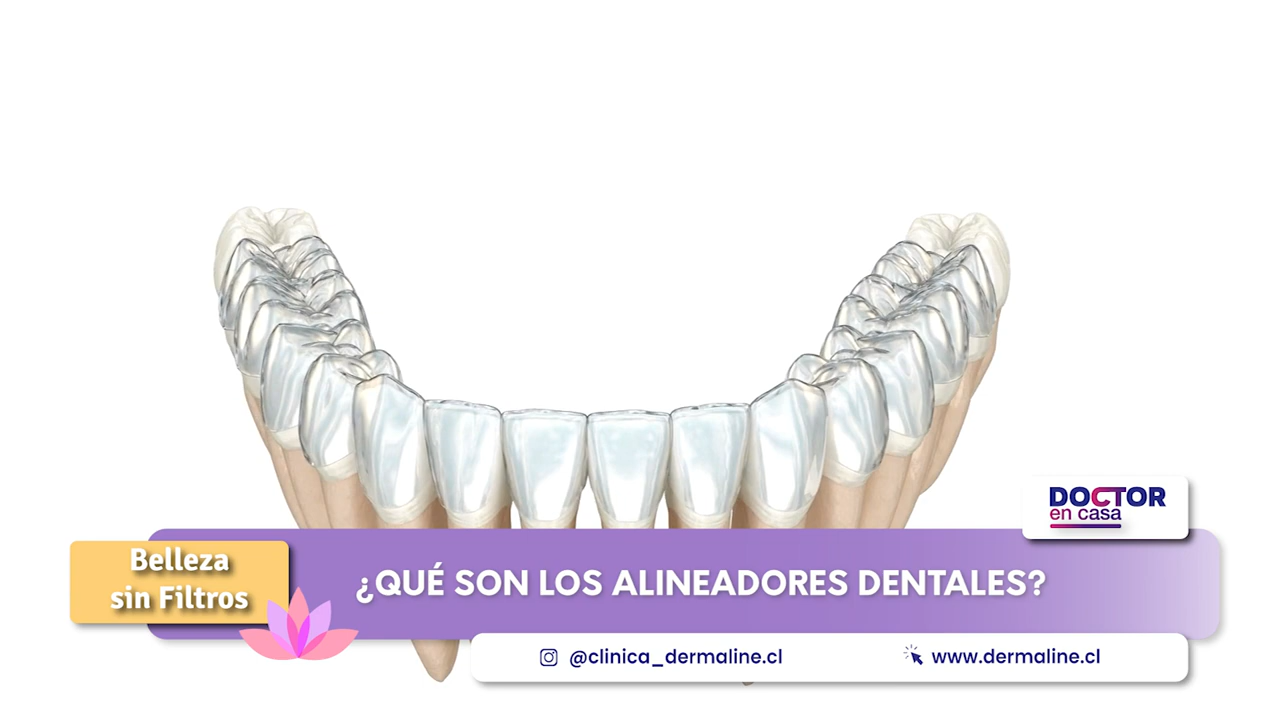 DOCTOR
en casa
Belleza
sin Filtros
¿QUÉ SON LOS ALINEADORES DENTALES?
@clinica_dermaline.cl
www.dermaline.cl